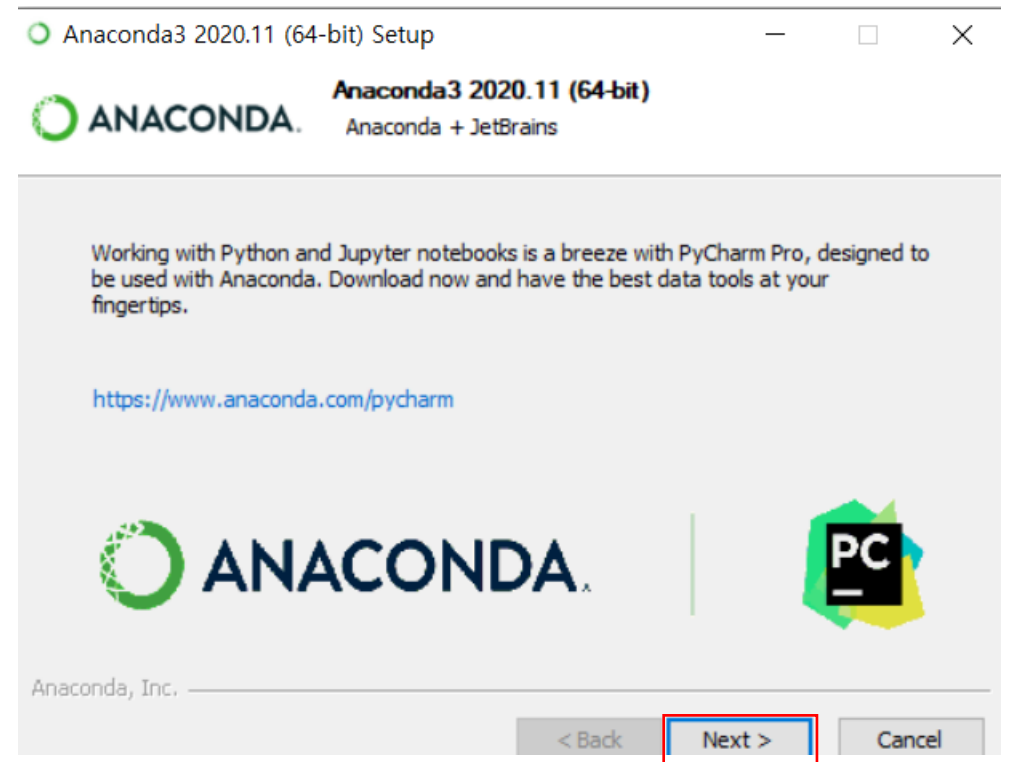 Anaconda3 2020.11 (64-bit) Setup
ANACONDA.
Anaconda3 2020.11 (64-bit)
Anaconda + JetBrains
Working with Python and Jupyter notebooks is a breeze with PyCharm Pro, designed to
be used with Anaconda. Download now and have the best data tools at your
fingertips.
https://www.anaconda.com/pycharm
ANACONDA.
PC
Anaconda, Inc.
< Back
Next >
Cancel